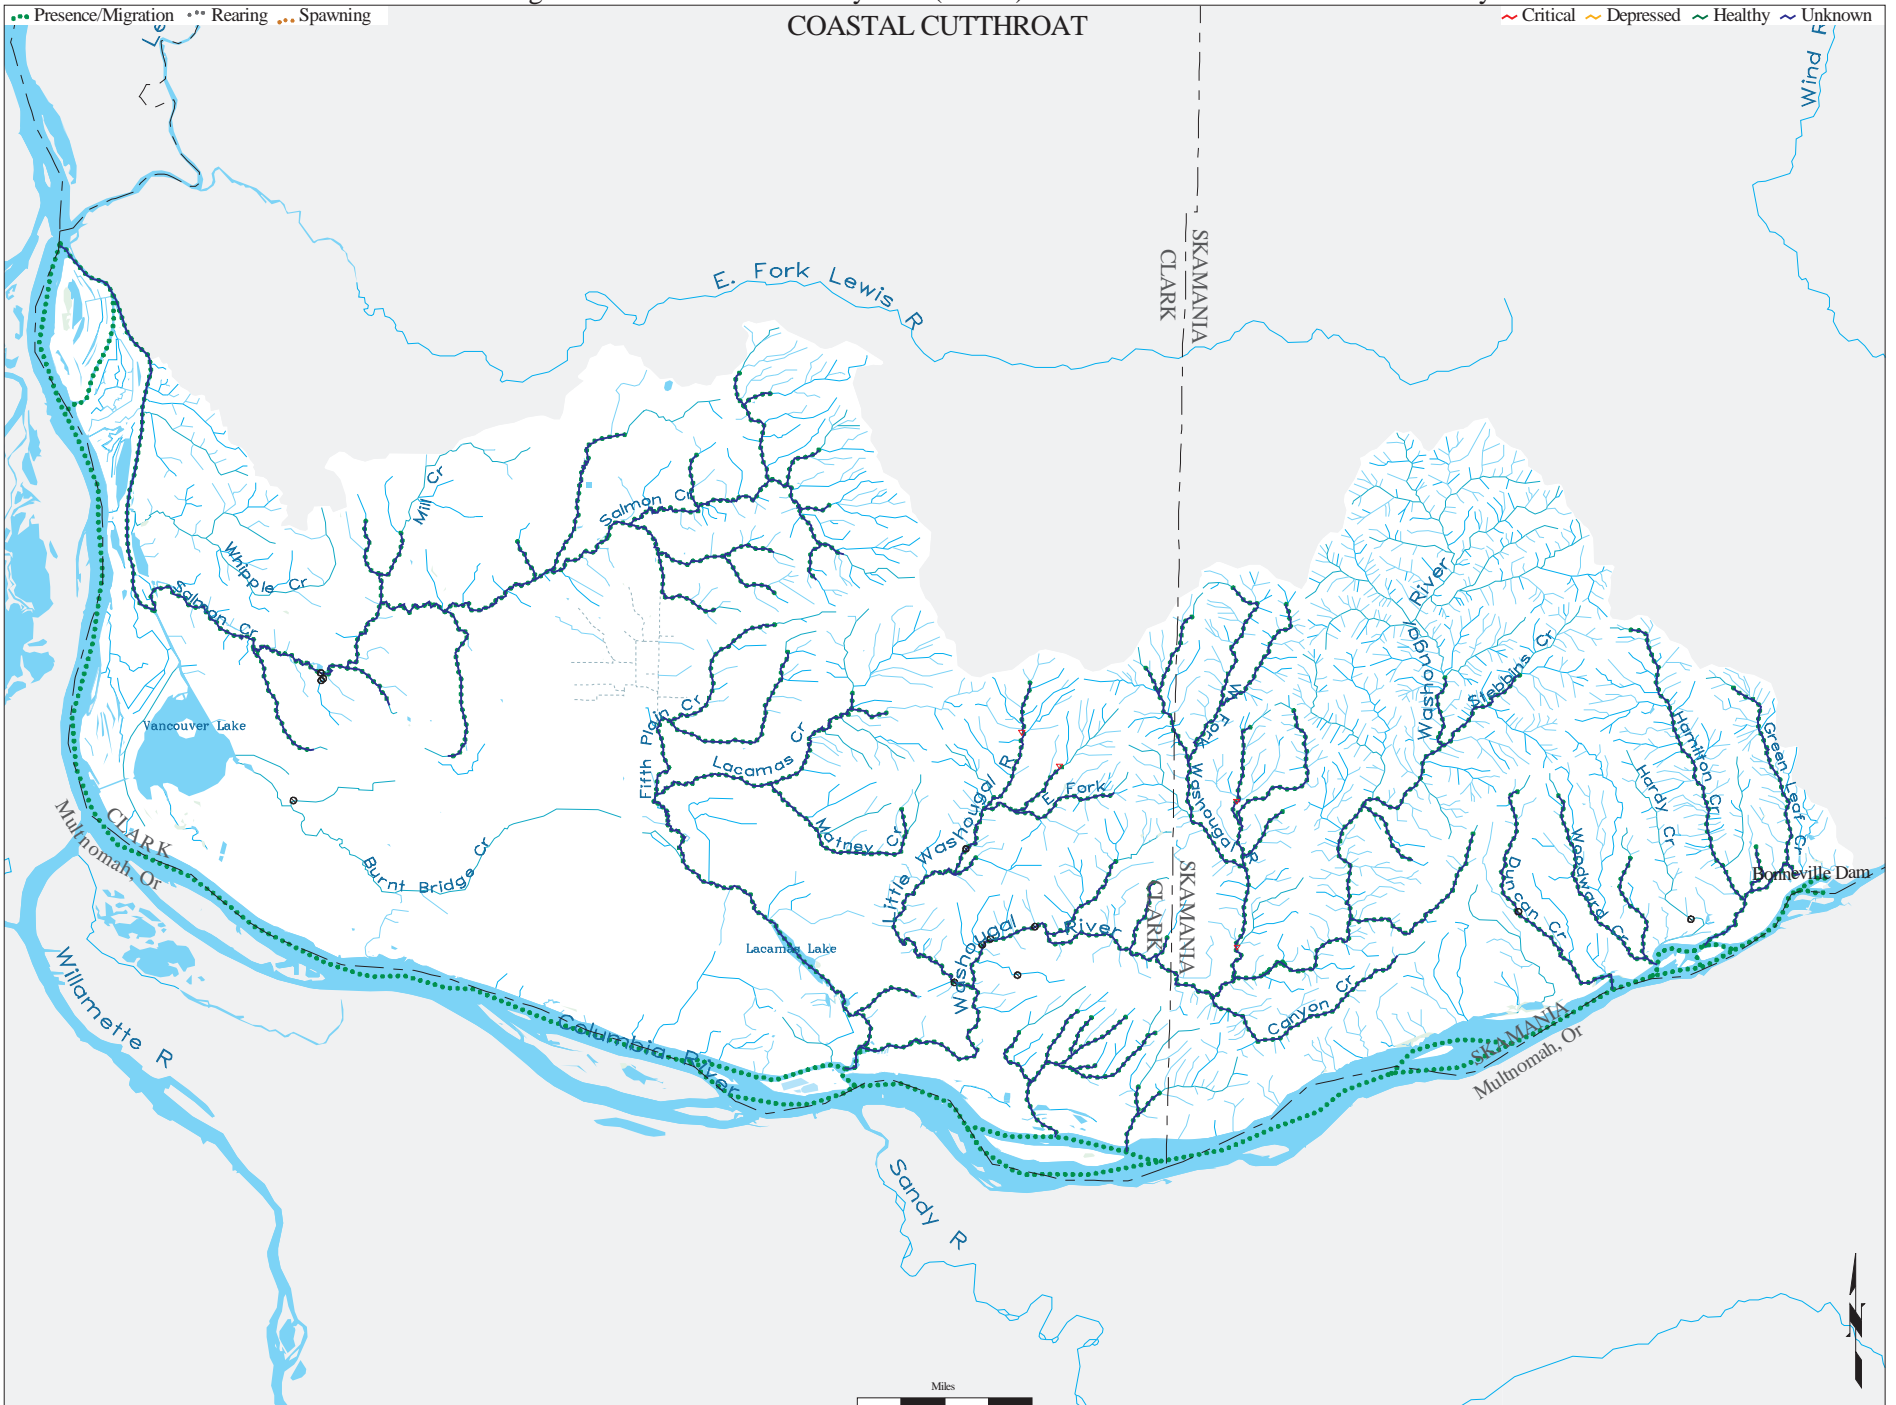 Presence/Migration Rearing Spawning
COASTAL CUTTHROAT
Critical Depressed Healthy Unknown
Wind R
E. Fork Lewis R
SKAMANIA
CLARK
Mill Cr
Salmon Cr
Whipple Cr
Salmon Cr
Washougal River
Stebbins Cr
Vancouver Lake
Fifth Plain Cr
Lacamas Cr
W Fork Washougal R
Hamilton Cr
Green Leaf Cr
Hardy Cr
E Fork
Matney Cr
Little Washougal R
CLARK
Multnomah, Or
Burnt Bridge Cr
Duncan Cr
Woodward Cr
Bonneville Dam
SKAMANIA
CLARK
Washougal River
Lacamas Lake
Willamette R
Canyon Cr
Columbia River
SKAMANIA
Multnomah, Or
Sandy R
N
Miles